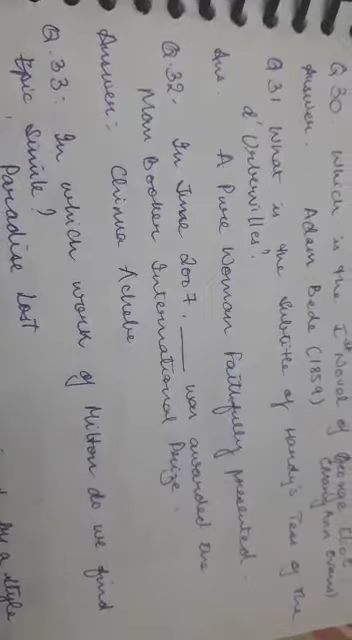 Q.30. Which is the Ist Novel of George Eliot.
(Mary Ann Evans)
Answer. Adam Bede (1859)
Q.31 What is the subtitle of Hardy's Tess of the
d'Urbervilles".
Ans. A Pure Woman Faithfully presented.
Q.32. In June 2007, ____ was awarded the
Man Booker International Prize.
Answer: Chinua Achebe
Q.33: In which work of Milton do we find
Epic Simile?
Paradise Lost
by a style